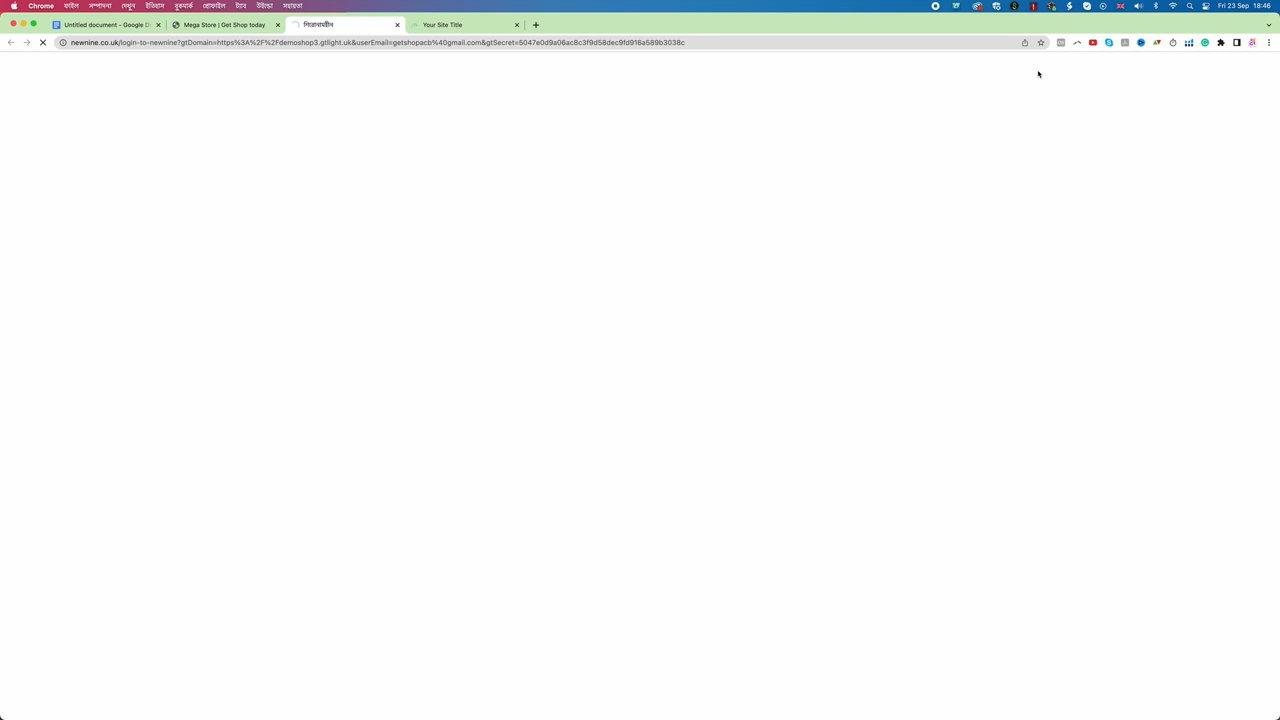 Chrome ফাইল সম্পাদনা দেখুন ইতিহাস বুকমার্ক প্রোফাইল ট্যাব উইন্ডো সহায়তা Fri 23 Sep 18:46
Untitled document - Google D Mega Store | Get Shop today শিরোনামহীন Your Site Title
newnine.co.uk/login-to-newnine?gtDomain=https%3A%2F%2Fdemoshop3.gtlight.uk&userEmail=getshopacb%40gmail.com&gtSecret=5047e0d9a06ac8c3f9d58dec9fd916a589b3038c